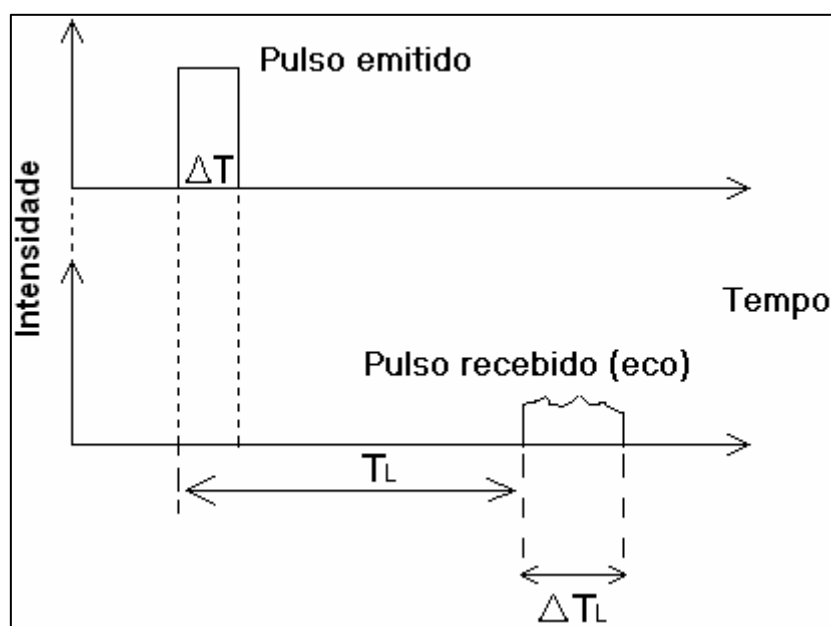 Pulso emitido
ΔT
Intensidade
Tempo
Pulso recebido (eco)
TL
ΔTL